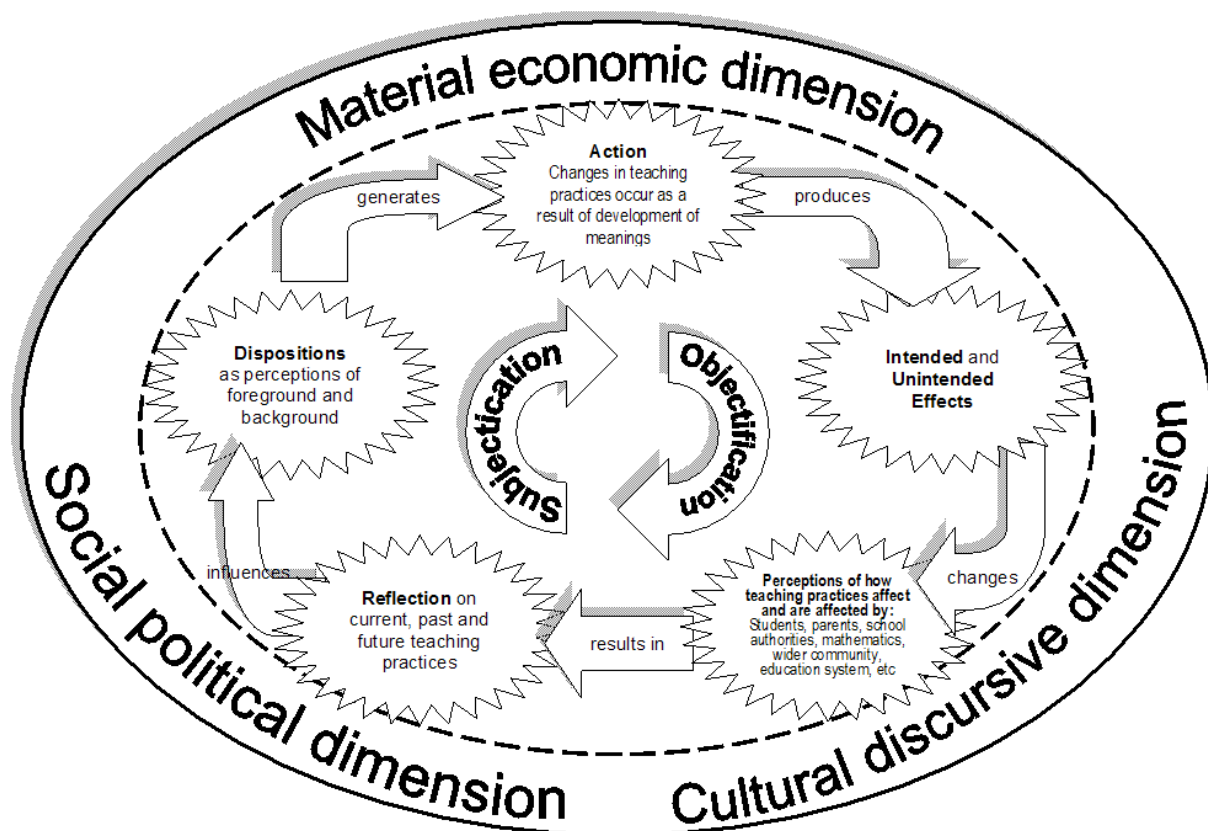 Material economic dimension
Action
Changes in teaching
practices occur as a
result of development of
meanings
generates
produces
Dispositions
as perceptions of
foreground and
background
Subjectication
Objectification
Intended and
Unintended
Effects
influences
Reflection on
current, past and
future teaching
practices
results in
Perceptions of how
teaching practices affect
and are affected by:
Students, parents, school
authorities, mathematics,
wider community,
education system, etc
changes
Social political dimension
Cultural discursive dimension